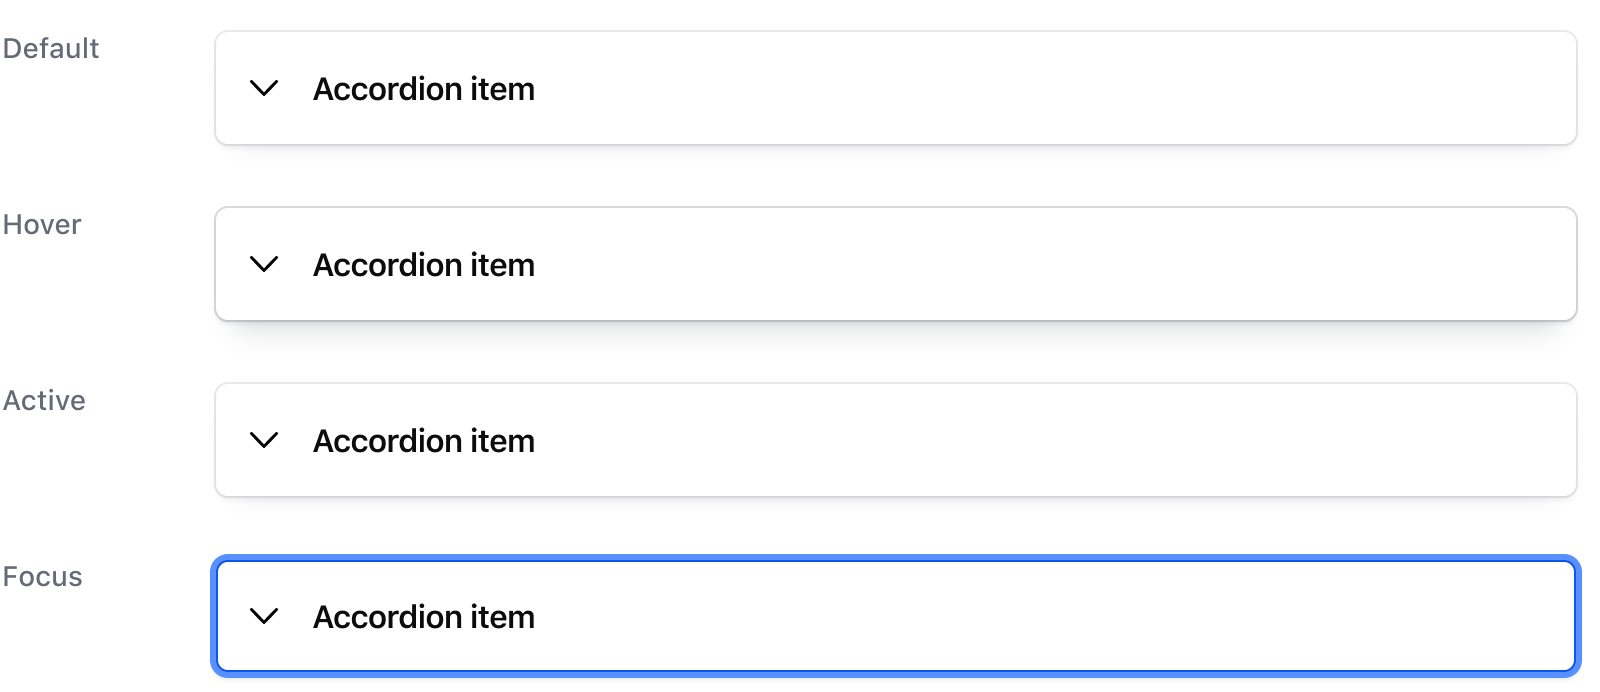 Default
Accordion item
Hover
Accordion item
Active
Accordion item
Focus
Accordion item